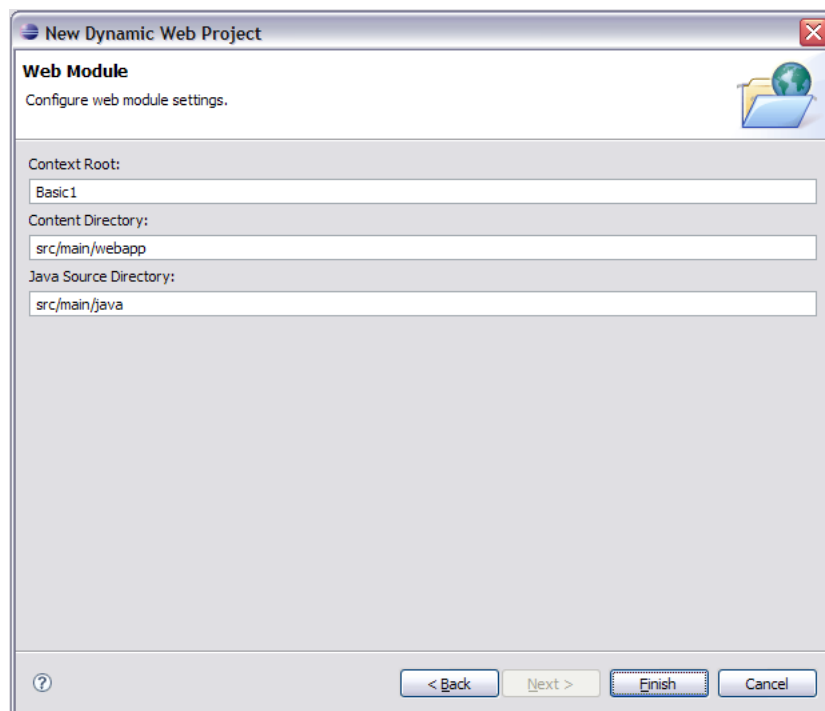 New Dynamic Web Project
Web Module
Configure web module settings.
Context Root:
Basic1
Content Directory:
src/main/webapp
Java Source Directory:
src/main/java
?
< Back
Next >
Finish
Cancel